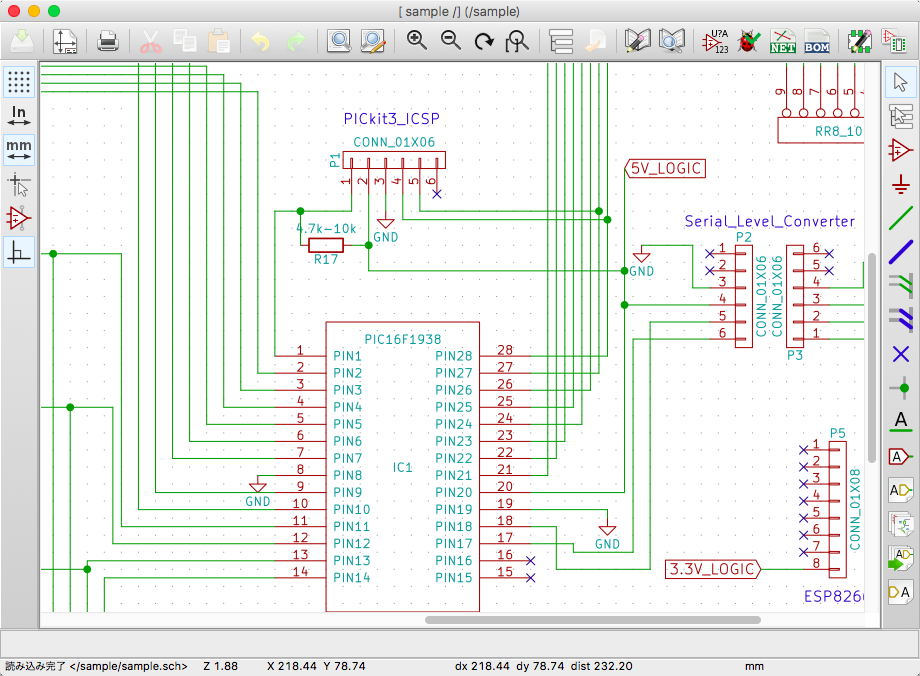 [ sample /] (/sample)
U?A
123
NET
BOM
In
mm
A
A
A
A
A
PICkit3_ICSP
CONN_01X06
P1
1 2 3 4 5 6
4.7k-10k
R17
GND
9 8 7 6 5
RR8_10
5V_LOGIC
Serial_Level_Converter
P2
GND
1
2
3
4
5
6
CONN_01X06
CONN_01X06
6
5
4
3
2
1
P3
PIC16F1938
1 PIN1 PIN28 28
2 PIN2 PIN27 27
3 PIN3 PIN26 26
4 PIN4 PIN25 25
5 PIN5 PIN24 24
6 PIN6 PIN23 23
7 PIN7 PIN22 22
8 PIN8 PIN21 21
IC1
9 PIN9 PIN20 20
10 PIN10 PIN19 19
11 PIN11 PIN18 18
12 PIN12 PIN17 17
13 PIN13 PIN16 16
14 PIN14 PIN15 15
GND
GND
P5
1
2
3
4
5
6
7
8
CONN_01X08
3.3V_LOGIC
ESP826
読み込み完了 </sample/sample.sch> Z 1.88 X 218.44 Y 78.74 dx 218.44 dy 78.74 dist 232.20 mm